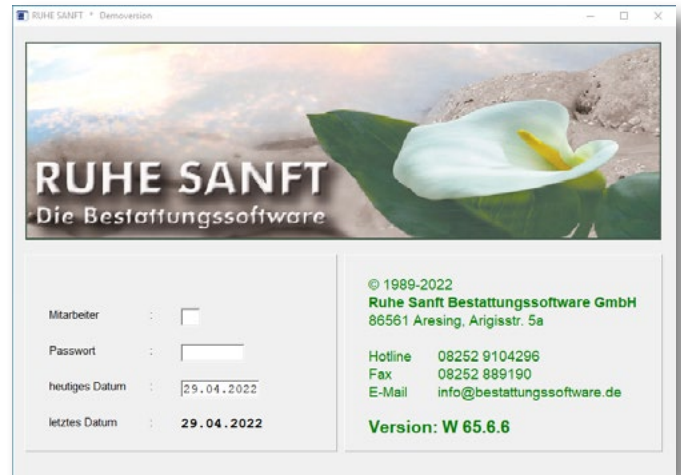 RUHE SANFT * Demoversion
RUHE SANFT
Die Bestattungssoftware
Mitarbeiter :
Passwort :
heutiges Datum : 29.04.2022
letztes Datum : 29.04.2022
© 1989-2022
Ruhe Sanft Bestattungssoftware GmbH
86561 Aresing, Arigisstr. 5a
Hotline 08252 9104296
Fax 08252 889190
E-Mail info@bestattungssoftware.de
Version: W 65.6.6